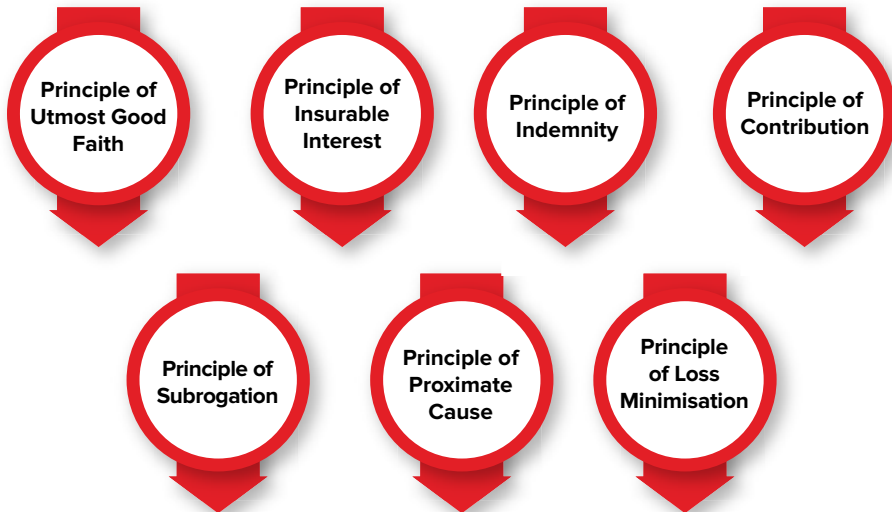 Principle of
Utmost Good
Faith
Principle of
Insurable
Interest
Principle of
Indemnity
Principle of
Contribution
Principle of
Subrogation
Principle of
Proximate
Cause
Principle
of Loss
Minimisation